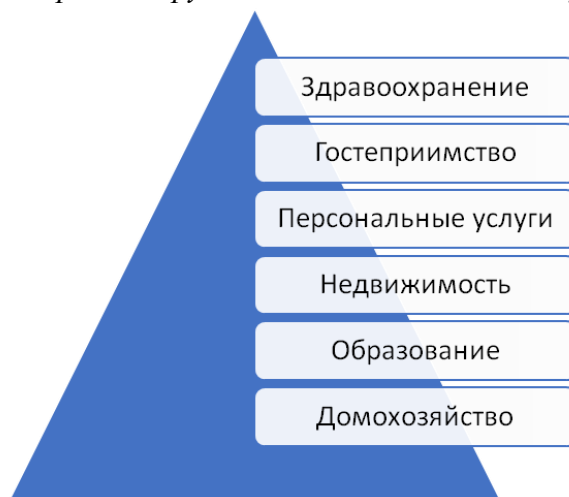 Здравоохранение
Гостеприимство
Персональные услуги
Недвижимость
Образование
Домохозяйство